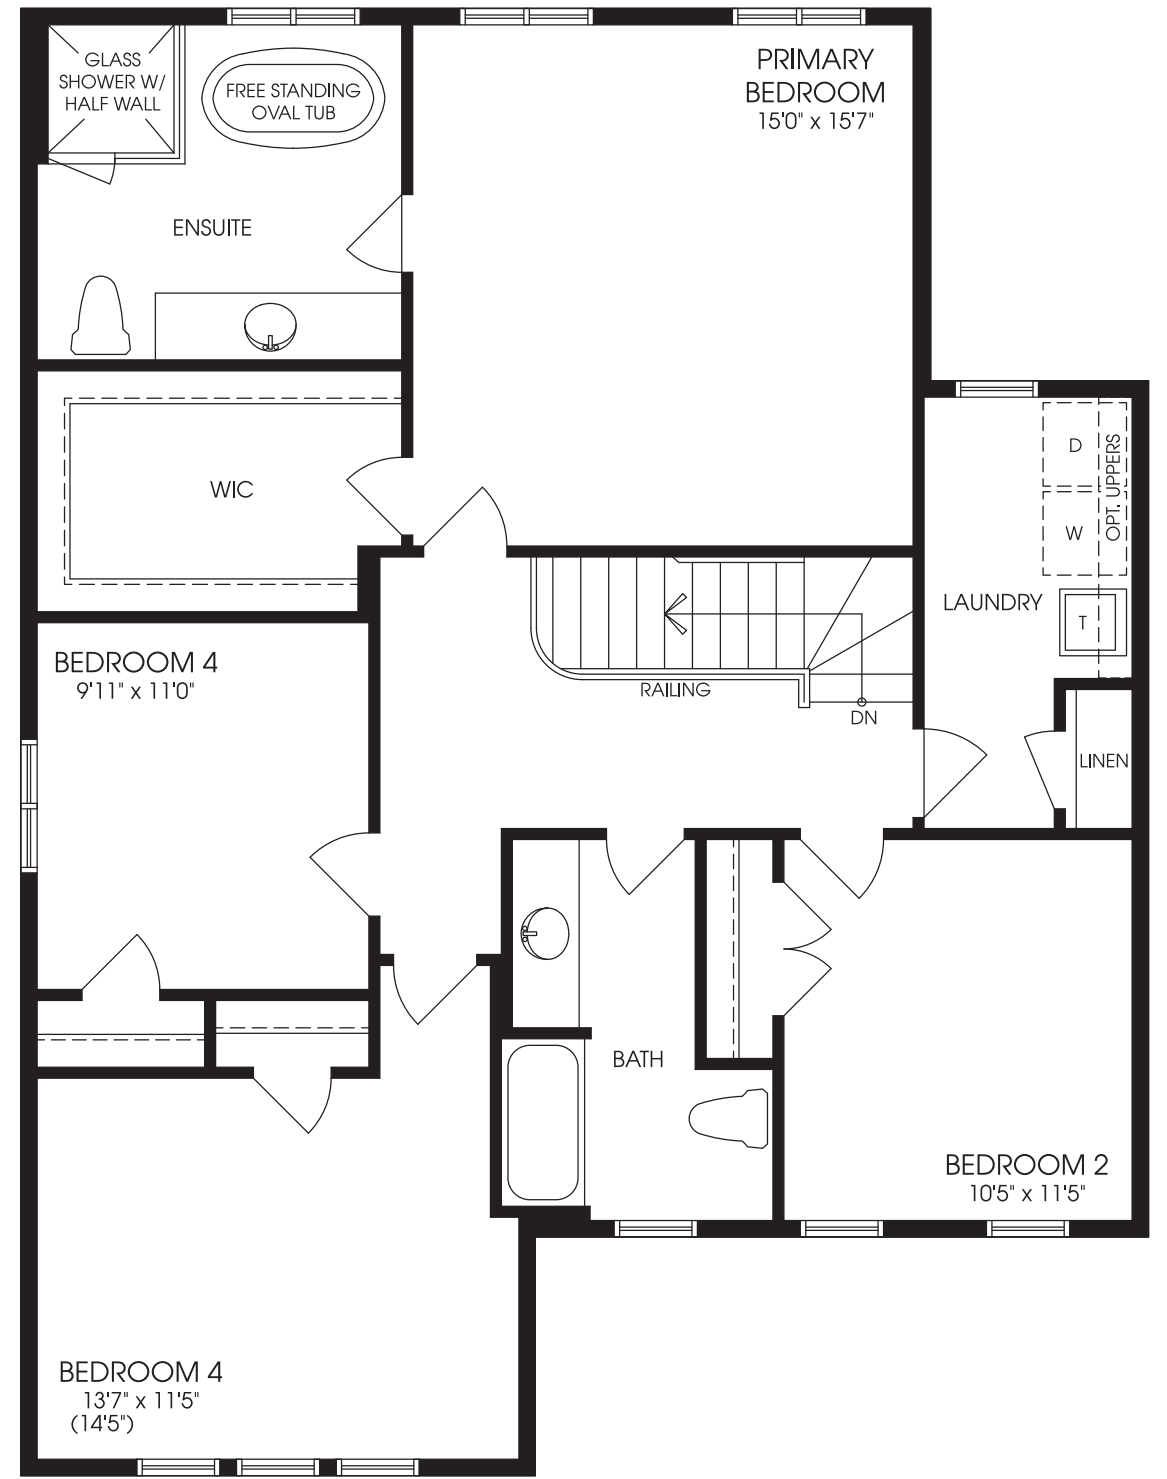 GLASS
SHOWER W/
HALF WALL
FREE STANDING
OVAL TUB
PRIMARY
BEDROOM
15'0" x 15'7"
ENSUITE
WIC
D
W
OPT. UPPERS
LAUNDRY
T
BEDROOM 4
9'11" x 11'0"
RAILING
DN
LINEN
BATH
BEDROOM 2
10'5" x 11'5"
BEDROOM 4
13'7" x 11'5"
(14'5")